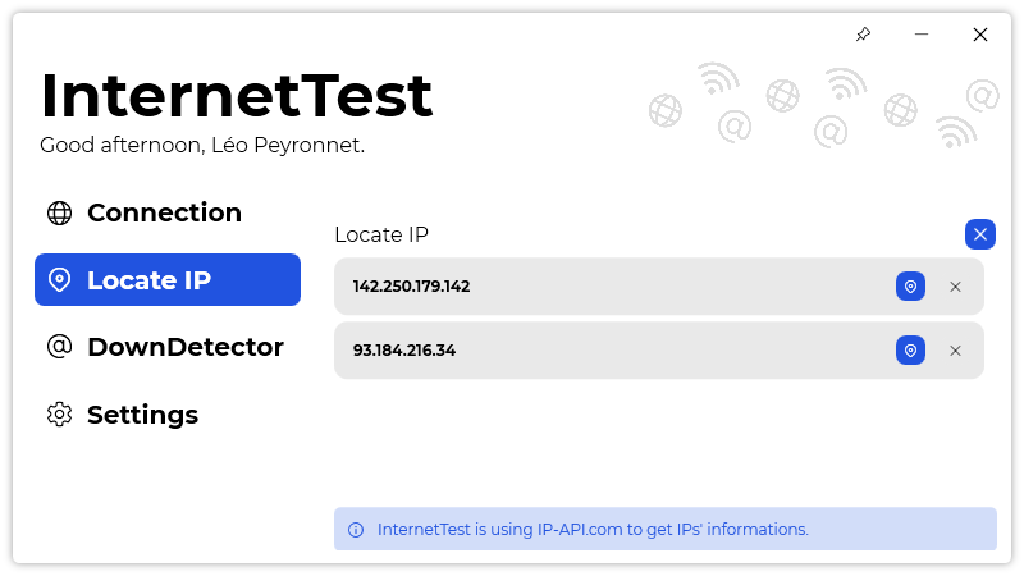 InternetTest
Good afternoon, Léo Peyronnet.
Connection
Locate IP
DownDetector
Settings
Locate IP
142.250.179.142
93.184.216.34
InternetTest is using IP-API.com to get IPs' informations.